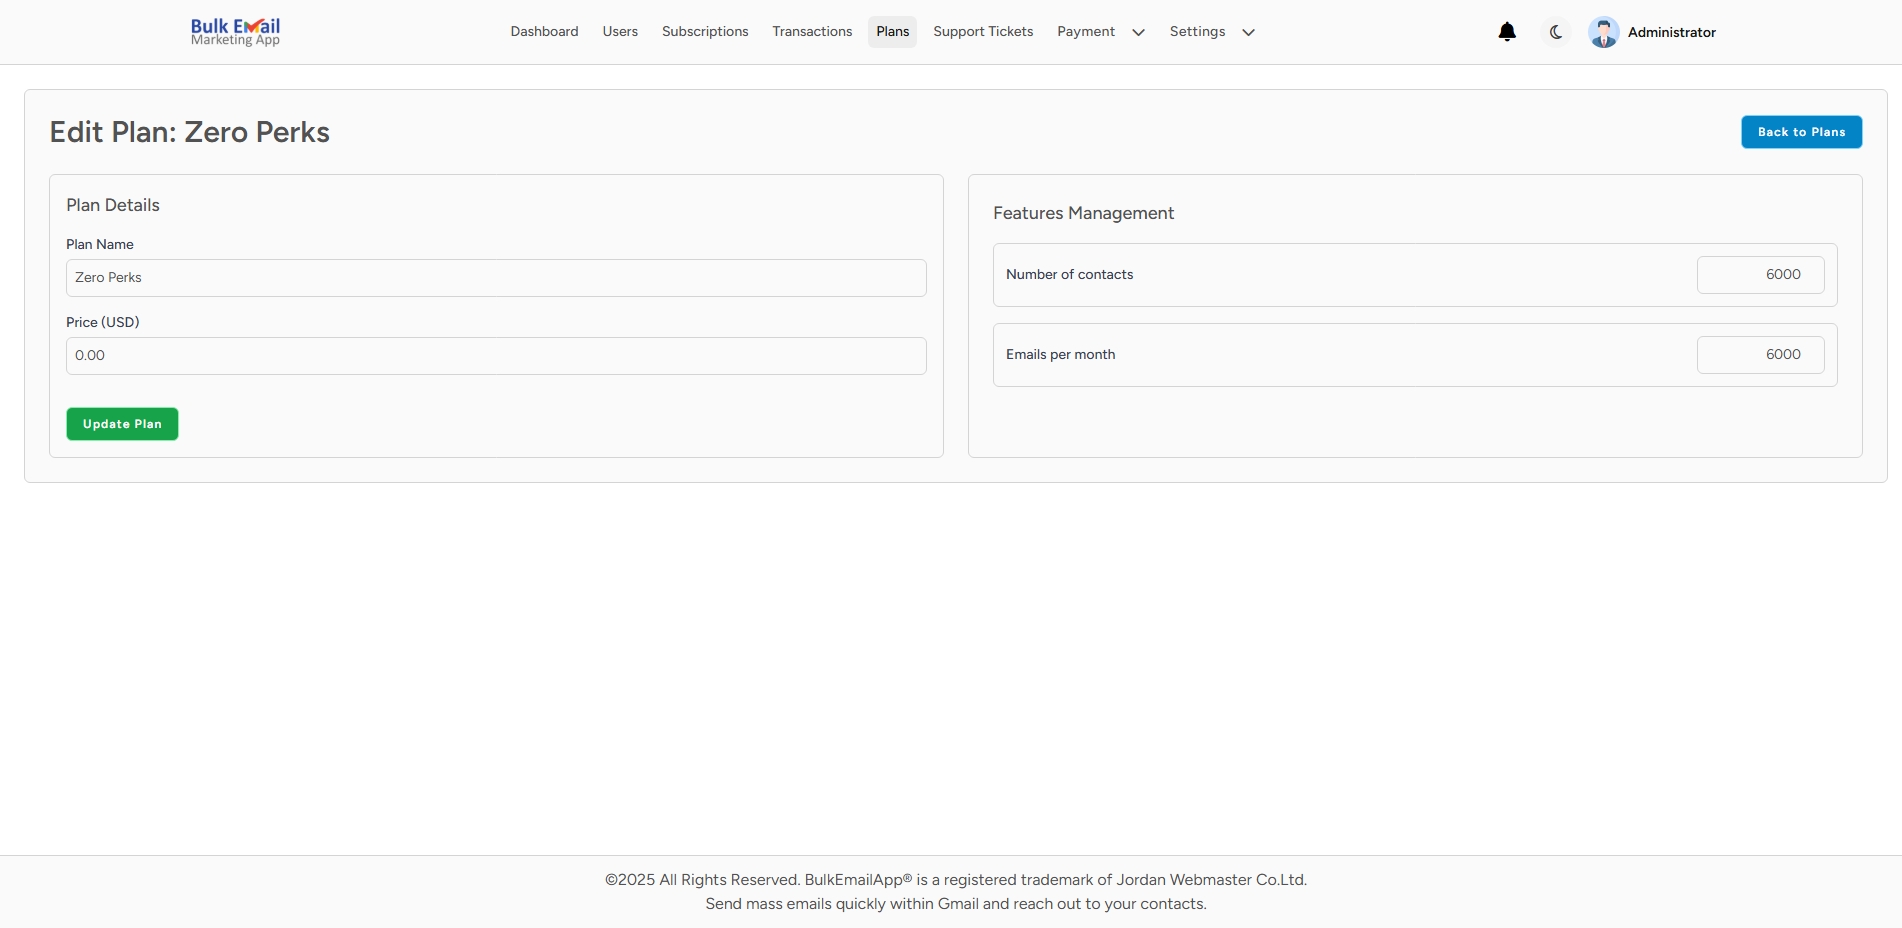 Bulk Email
Marketing App
Dashboard Users Subscriptions Transactions Plans Support Tickets Payment Settings
Administrator
Edit Plan: Zero Perks
Back to Plans
Plan Details
Plan Name
Zero Perks
Price (USD)
0.00
Update Plan
Features Management
Number of contacts 6000
Emails per month 6000
©2025 All Rights Reserved. BulkEmailApp® is a registered trademark of Jordan Webmaster Co.Ltd.
Send mass emails quickly within Gmail and reach out to your contacts.